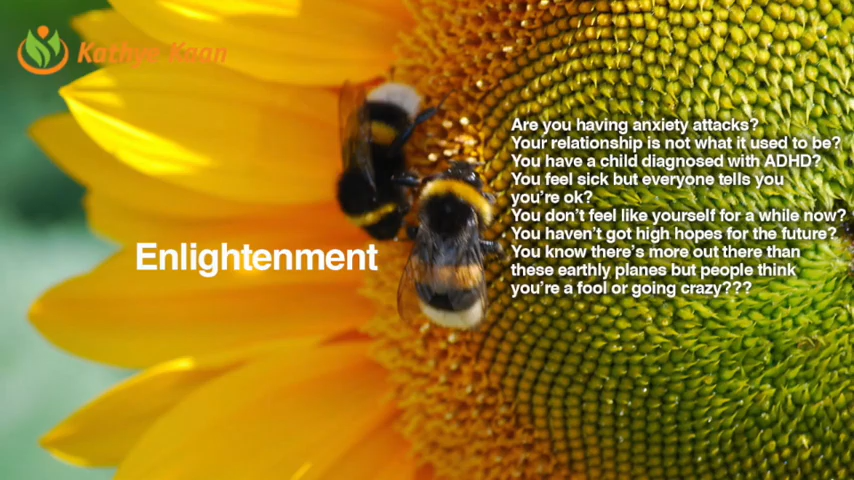 Kathye Kaan
Are you having anxiety attacks?
Your relationship is not what it used to be?
You have a child diagnosed with ADHD?
You feel sick but everyone tells you
you're ok?
You don't feel like yourself for a while now?
You haven't got high hopes for the future?
You know there's more out there than
these earthly planes but people think
you're a fool or going crazy???
Enlightenment